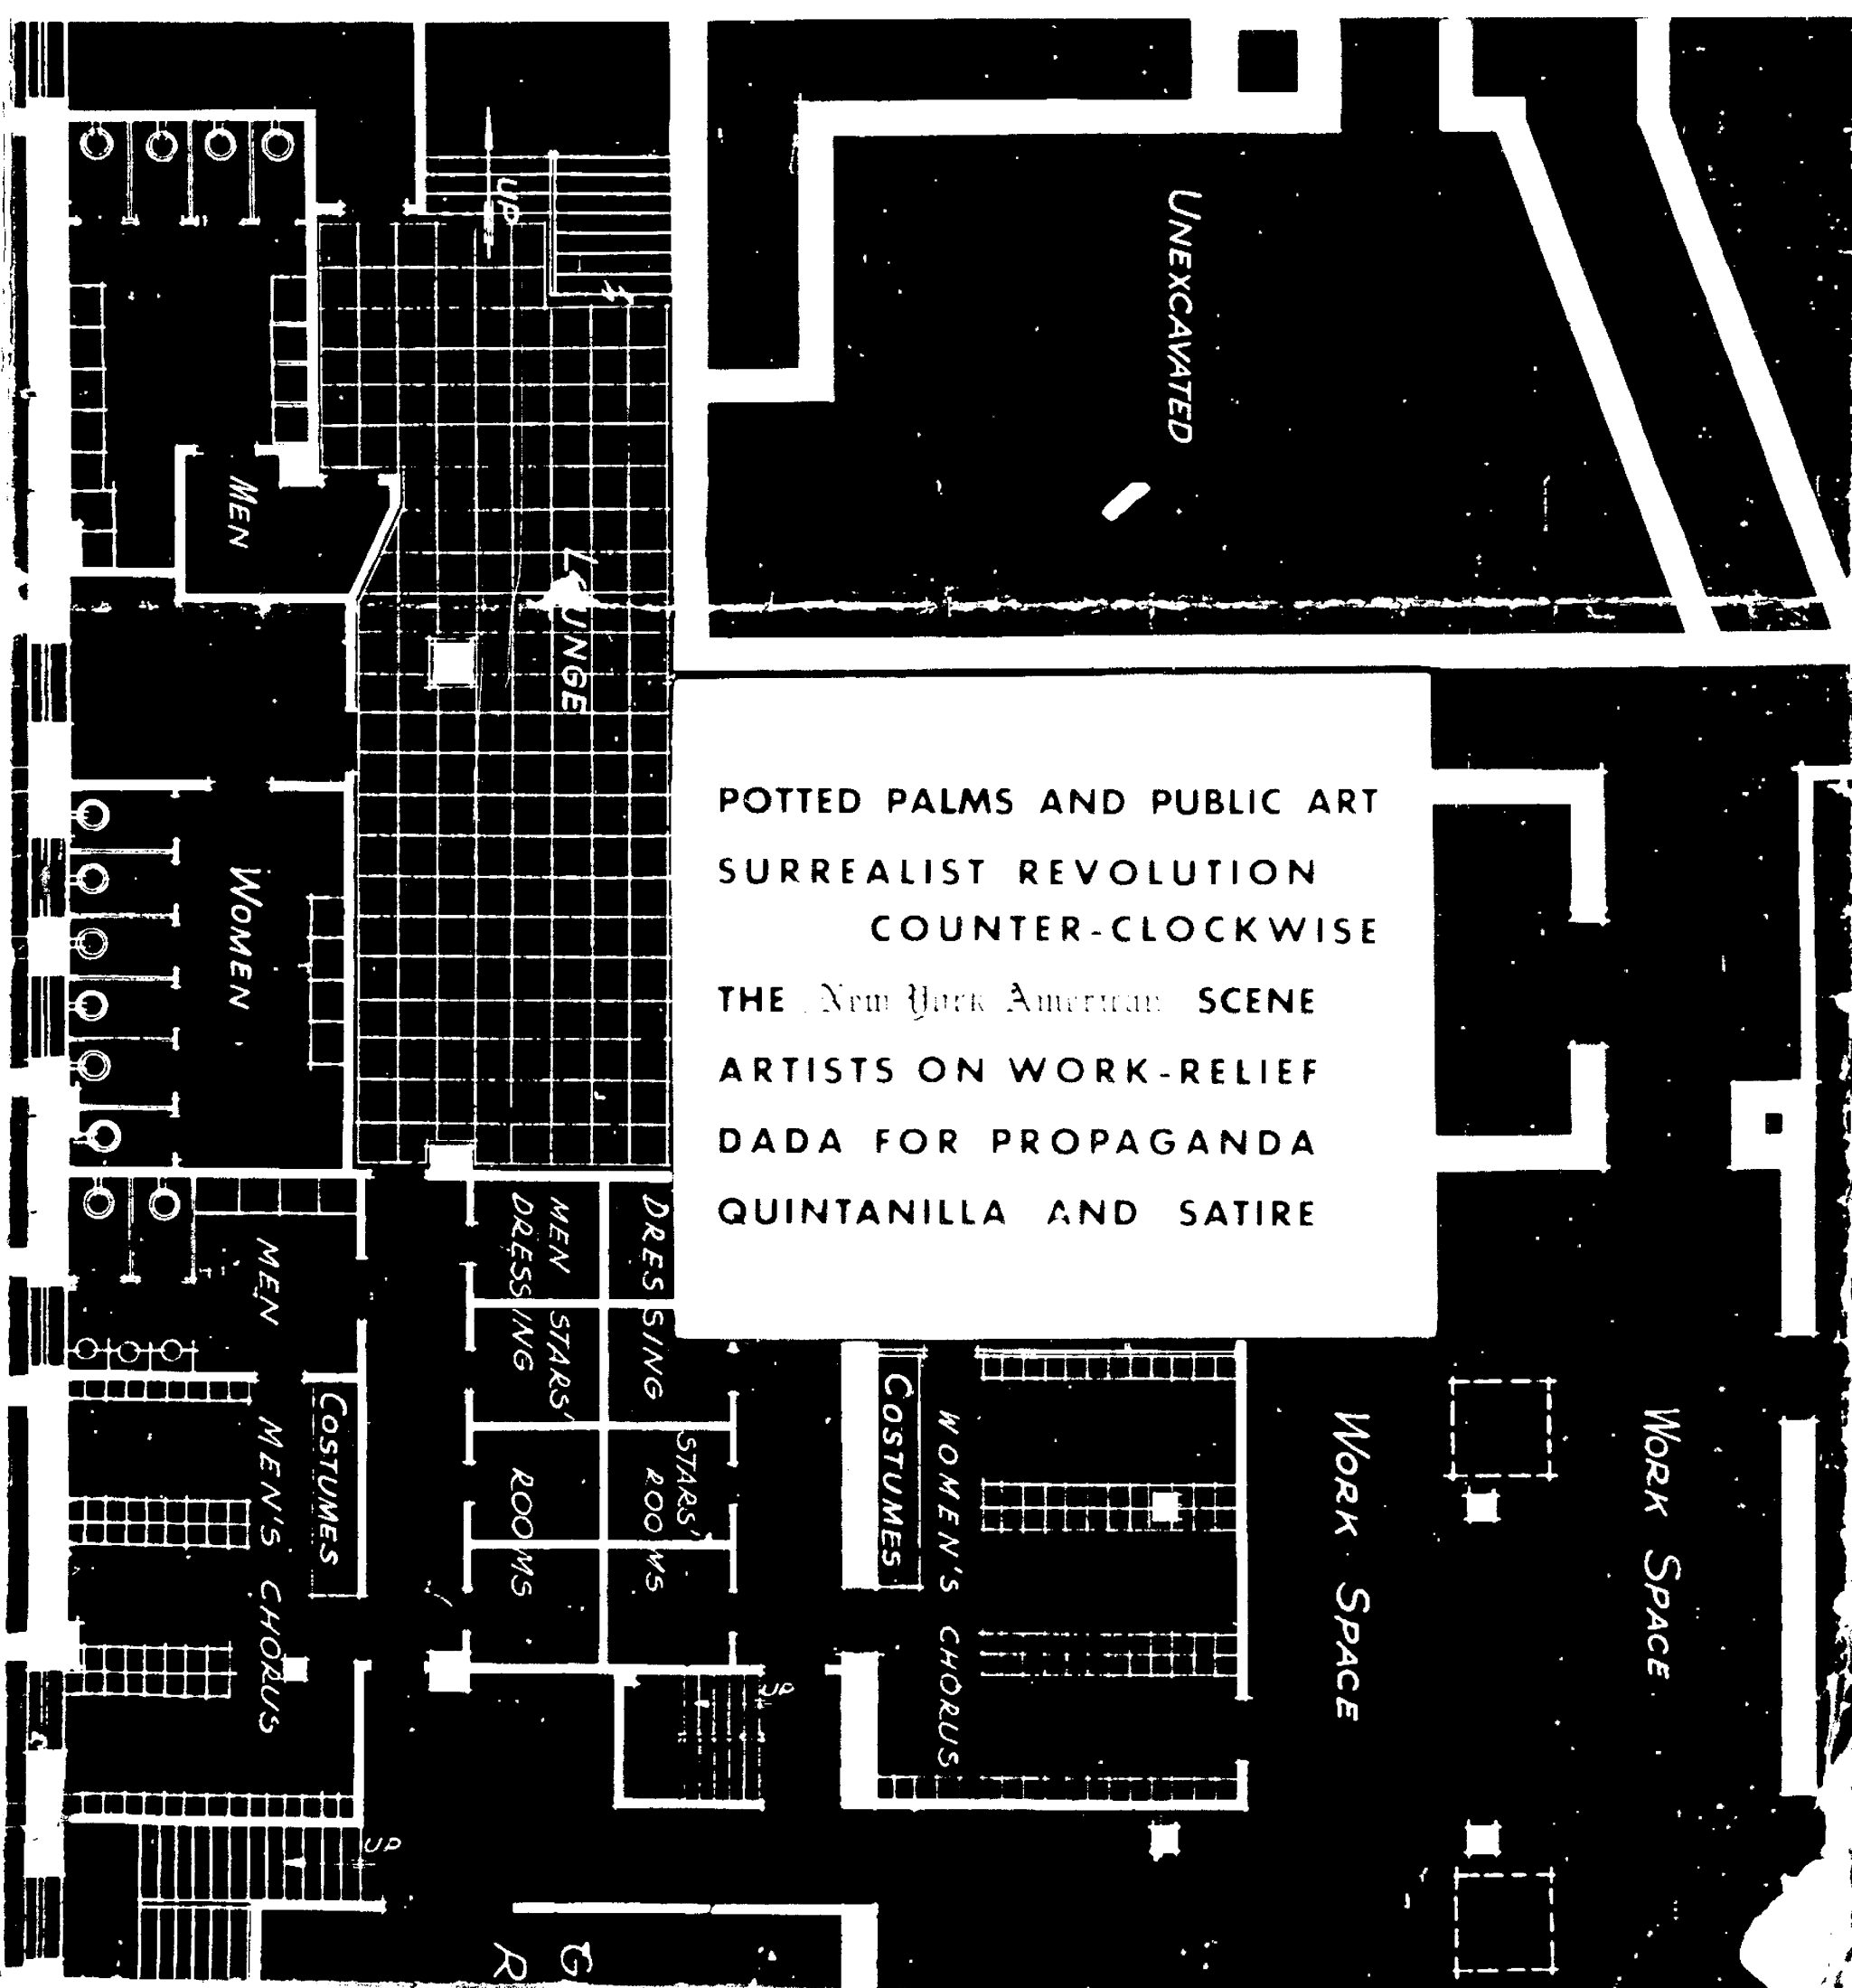 UP
UNEXCAVATED
MEN
LOUNGE
POTTED PALMS AND PUBLIC ART
SURREALIST REVOLUTION
COUNTER-CLOCKWISE
THE New York American SCENE
ARTISTS ON WORK-RELIEF
DADA FOR PROPAGANDA
QUINTANILLA AND SATIRE
WOMEN
MEN
MEN STARS'
DRESSING ROOMS
DRESSING ROOMS
STARS'
COSTUMES
MEN'S CHORUS
COSTUMES
WOMEN'S CHORUS
WORK SPACE
WORK SPACE
UP
UP
G
R